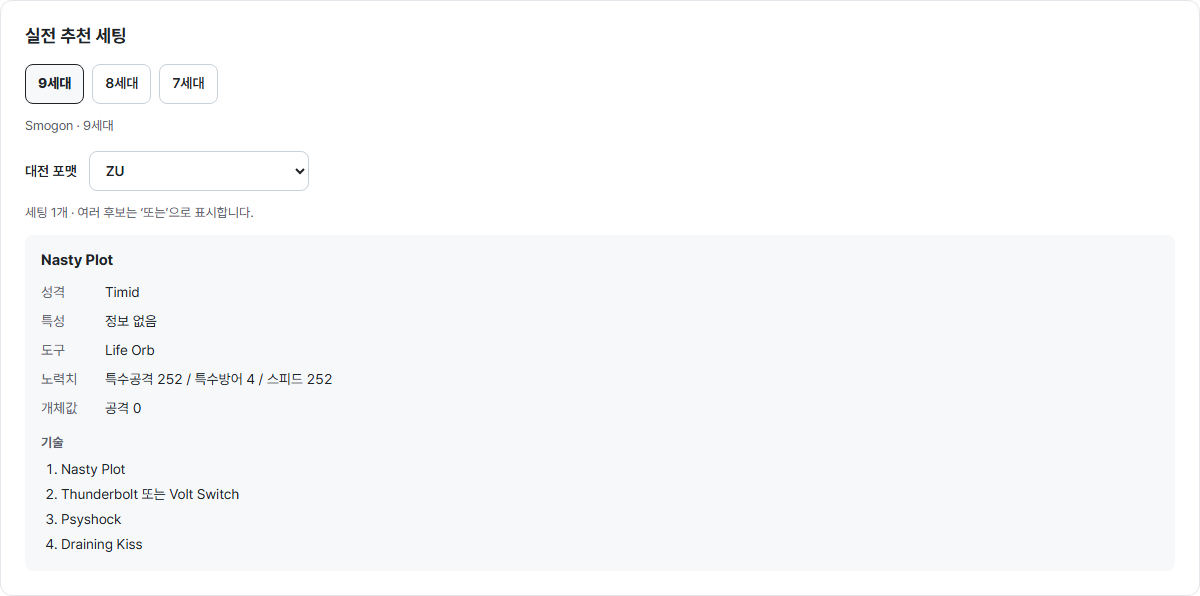 실전 추천 세팅
9세대 8세대 7세대
Smogon · 9세대
대전 포맷 ZU
세팅 1개 · 여러 후보는 ‘또는’으로 표시합니다.
Nasty Plot
성격 Timid
특성 정보 없음
도구 Life Orb
노력치 특수공격 252 / 특수방어 4 / 스피드 252
개체값 공격 0
기술
1. Nasty Plot
2. Thunderbolt 또는 Volt Switch
3. Psyshock
4. Draining Kiss